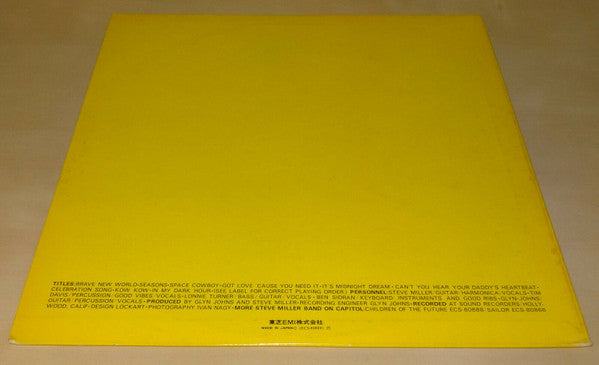 TITLES:BRAVE NEW WORLD-SEASONS-SPACE COWBOY-GOT LOVE 'CAUSE YOU NEED IT-IT'S MIDNIGHT DREAM-CAN'T YOU HEAR YOUR DADDY'S HEARTBEAT-
CELEBRATION SONG-KOW KOW-IN MY DARK HOUR-(SEE LABEL FOR CORRECT PLAYING ORDER) PERSONNEL:STEVE MILLER/GUITAR/HARMONICA/VOCALS-TIM
DAVIS/PERCUSSION/GOOD VIBES/VOCALS-LONNIE TURNER/BASS/GUITAR/VOCALS-BEN SIDRAN/KEYBOARD INSTRUMENTS AND GOOD RIBS-GLYN JOHNS/
GUITAR/PERCUSSION/VOCALS-PRODUCED BY GLYN JOHNS AND STEVE MILLER-RECORDING ENGINEER GLYN JOHNS-RECORDED AT SOUND RECORDERS/HOLLY-
WOOD, CALIF-DESIGN LOCKART-PHOTOGRAPHY IVAN NAGY-MORE STEVE MILLER BAND ON CAPITOL:CHILDREN OF THE FUTURE ECS-80888/SAILOR ECS-80868
東芝EMI株式会社
MADE IN JAPAN